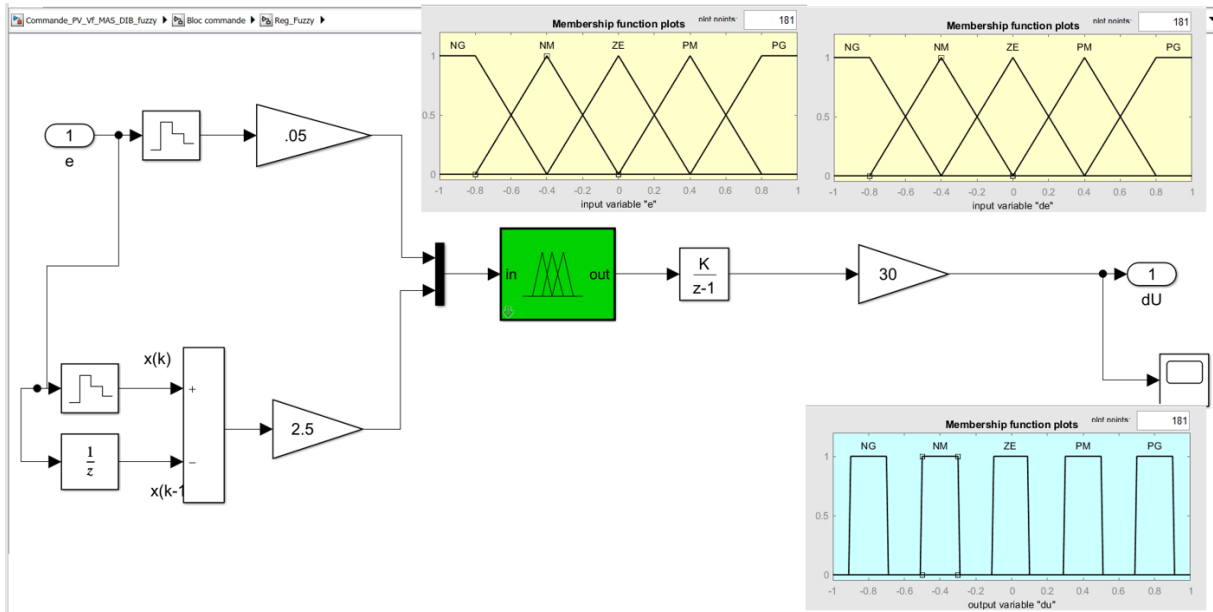 Commande_PV_Vf_MAS_DIB_fuzzy Bloc commande Reg_Fuzzy
Membership function plots plot points: 181
NG NM ZE PM PG
1
0.5
0
-1 -0.8 -0.6 -0.4 -0.2 0 0.2 0.4 0.6 0.8 1
input variable "e"
Membership function plots plot points: 181
NG NM ZE PM PG
1
0.5
0
-1 -0.8 -0.6 -0.4 -0.2 0 0.2 0.4 0.6 0.8 1
input variable "de"
1
e
.05
in out
K
z-1
30
1
dU
x(k)
+
2.5
1
z
−
x(k-1
Membership function plots plot points: 181
NG NM ZE PM PG
1
0.5
0
-1 -0.8 -0.6 -0.4 -0.2 0 0.2 0.4 0.6 0.8 1
output variable "du"